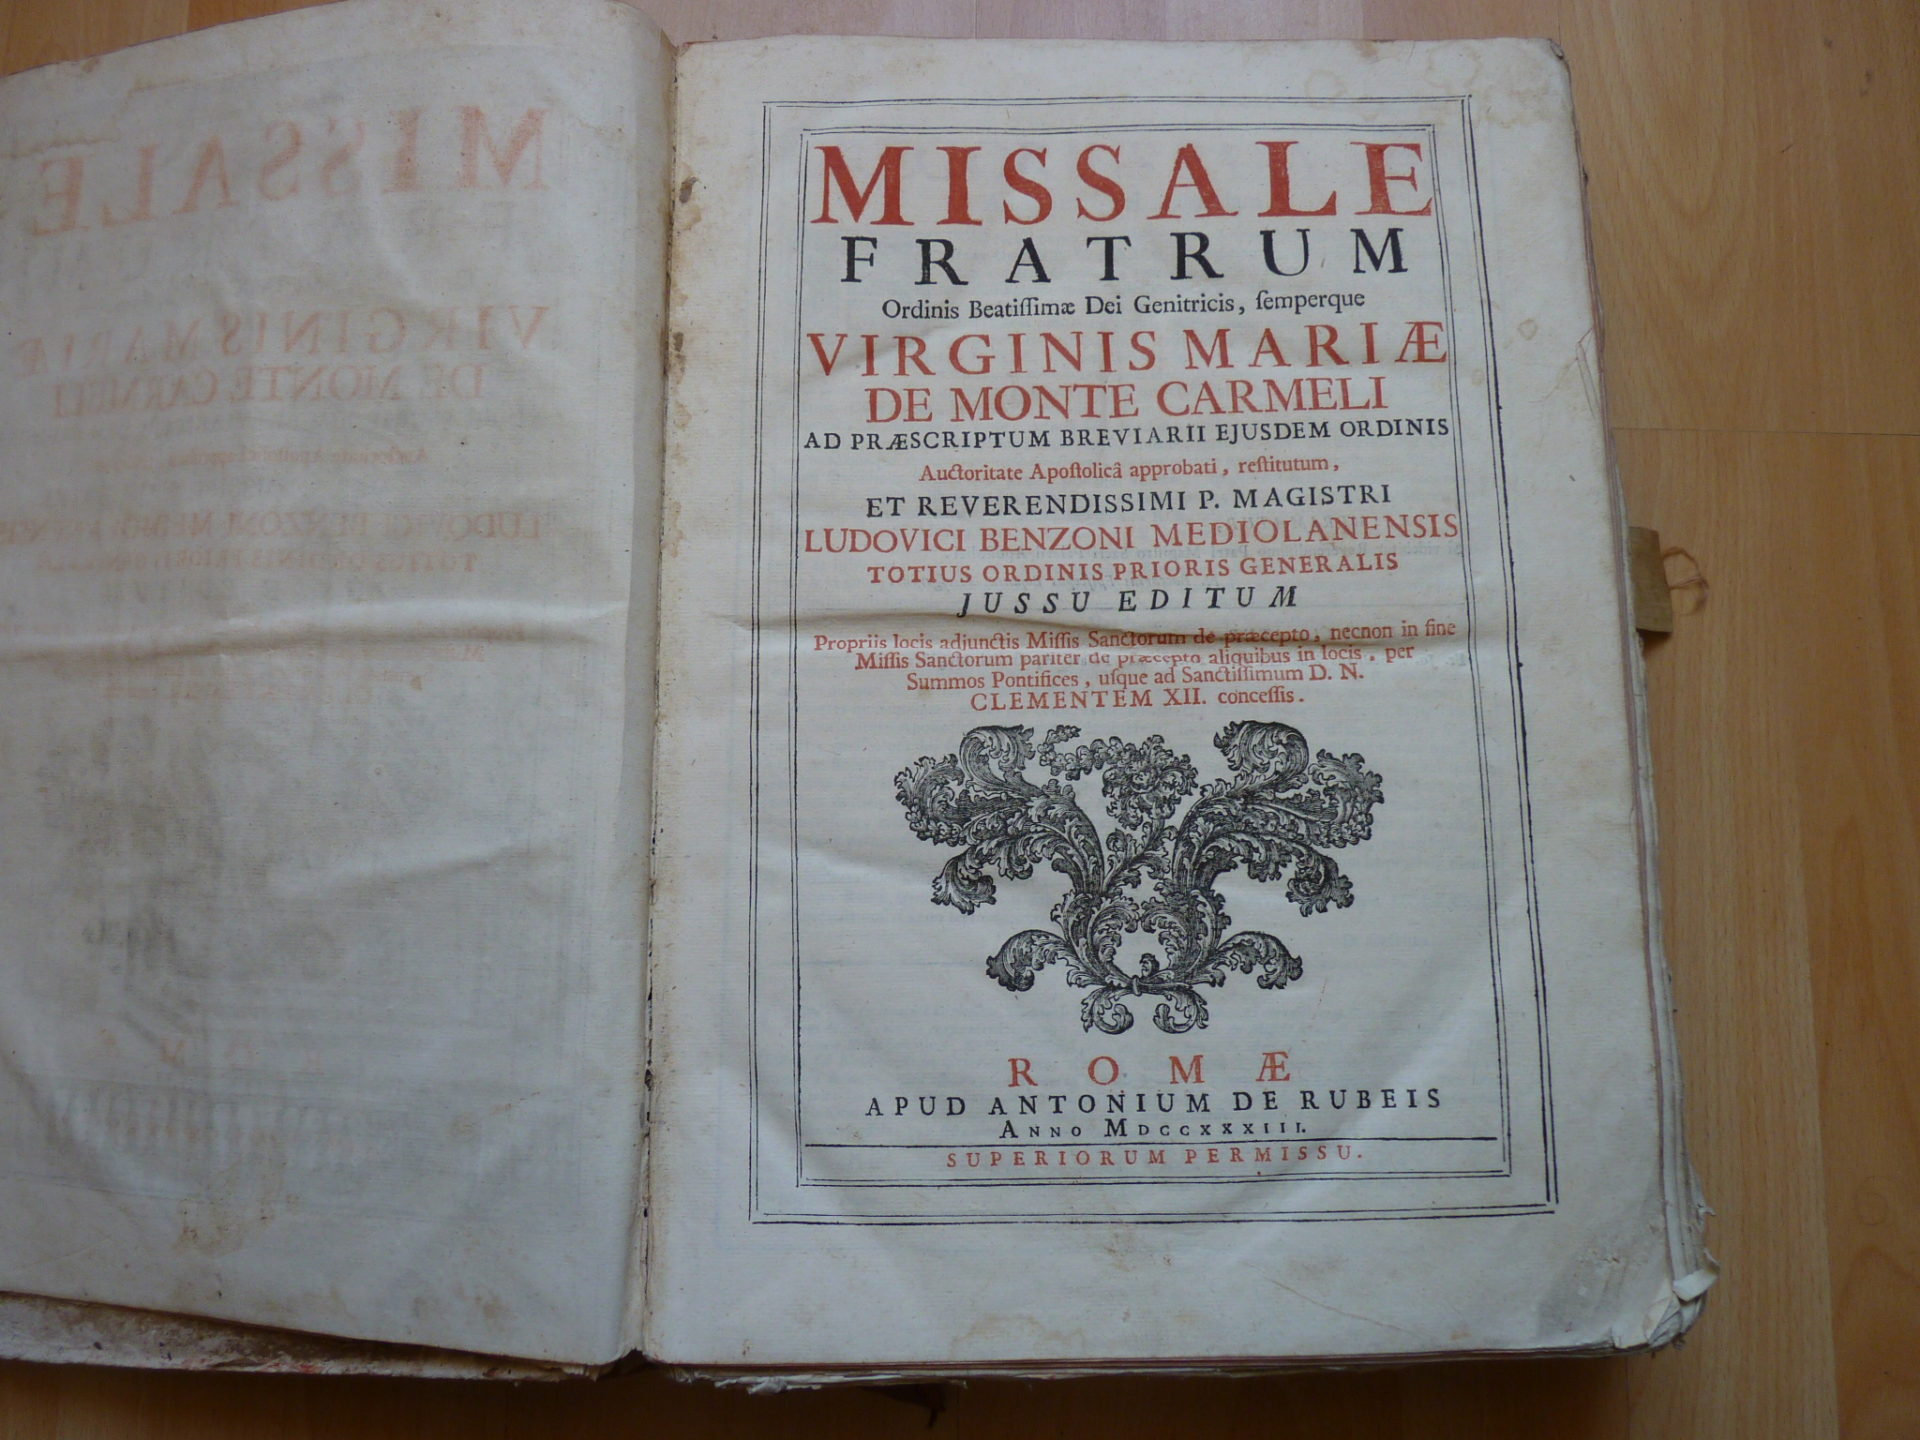 MISSALE
FRATRUM
Ordinis Beatissimæ Dei Genitricis, semperque
VIRGINIS MARIÆ
DE MONTE CARMELI
AD PRÆSCRIPTUM BREVIARII EJUSDEM ORDINIS
Auctoritate Apostolicâ approbati, restitutum,
ET REVERENDISSIMI P. MAGISTRI
LUDOVICI BENZONI MEDIOLANENSIS
TOTIUS ORDINIS PRIORIS GENERALIS
JUSSU EDITUM
Propriis locis adjunctis Missis Sanctorum de præcepto, necnon in fine
Missis Sanctorum pariter de præcepto aliquibus in locis, per
Summos Pontifices, usque ad Sanctissimum D. N.
CLEMENTEM XII. concessis.
ROMÆ
APUD ANTONIUM DE RUBEIS
ANNO MDCCXXXIII.
SUPERIORUM PERMISSU.